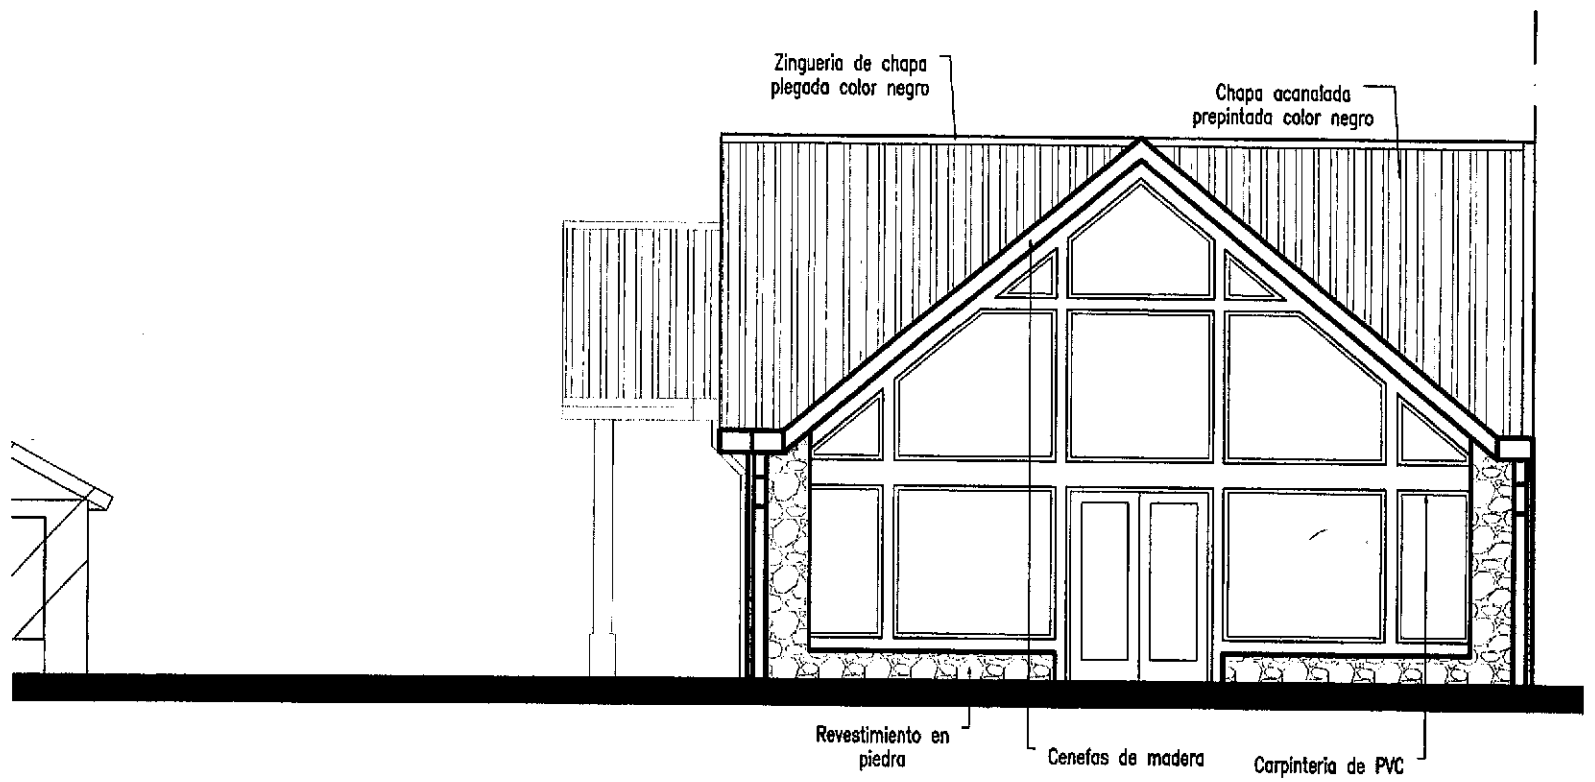 Zingueria de chapa
plegada color negro
Chapa acanalada
prepintada color negro
Revestimiento en
piedra
Cenefas de madera
Carpinteria de PVC